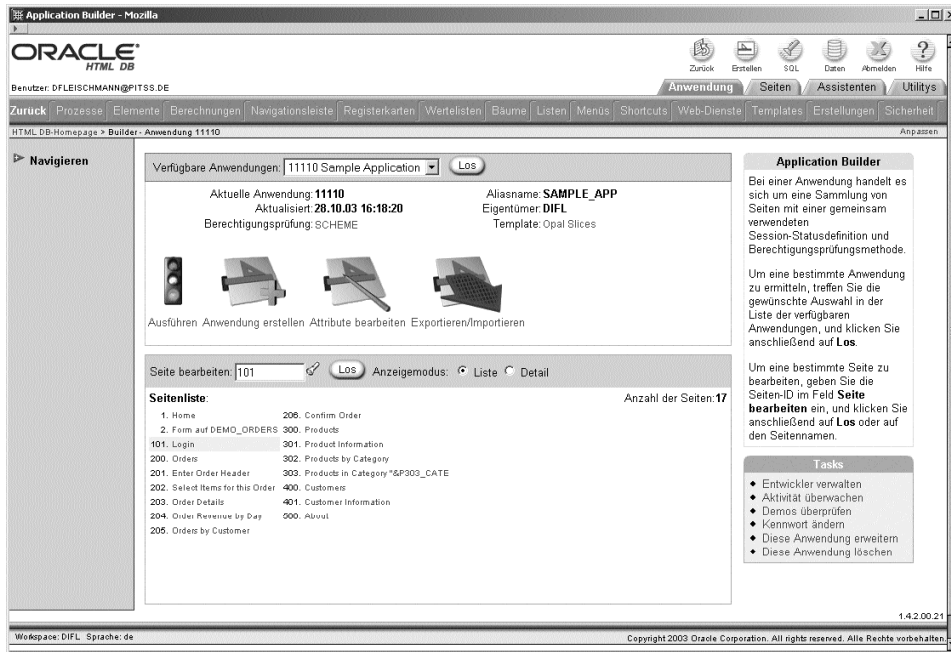 Application Builder - Mozilla
ORACLE
HTML DB
Zurück Erstellen SQL Daten Abmelden Hilfe
Benutzer: DFLEISCHMANN@PITSS.DE
Anwendung Seiten Assistenten Utilitys
Zurück Prozesse Elemente Berechnungen Navigationsleiste Registerkarten Wertelisten Bäume Listen Menüs Shortcuts Web-Dienste Templates Erstellungen Sicherheit
HTML DB-Homepage > Builder - Anwendung 11110
Anpassen
Navigieren
Verfügbare Anwendungen: 11110 Sample Application Los
Aktuelle Anwendung: 11110 Aliasname: SAMPLE_APP
Aktualisiert: 28.10.03 16:18:20 Eigentümer: DIFL
Berechtigungsprüfung: SCHEME Template: Opal Slices
Ausführen Anwendung erstellen Attribute bearbeiten Exportieren/Importieren
Seite bearbeiten: 101 Los Anzeigemodus: Liste Detail
Seitenliste: Anzahl der Seiten: 17
1. Home
2. Form auf DEMO_ORDERS
101. Login
200. Orders
201. Enter Order Header
202. Select Items for this Order
203. Order Details
204. Order Revenue by Day
205. Orders by Customer
206. Confirm Order
300. Products
301. Product Information
302. Products by Category
303. Products in Category "&P303_CATE
400. Customers
401. Customer Information
500. About
Application Builder
Bei einer Anwendung handelt es
sich um eine Sammlung von
Seiten mit einer gemeinsam
verwendeten
Session-Statusdefinition und
Berechtigungsprüfungsmethode.
Um eine bestimmte Anwendung
zu ermitteln, treffen Sie die
gewünschte Auswahl in der
Liste der verfügbaren
Anwendungen, und klicken Sie
anschließend auf Los.
Um eine bestimmte Seite zu
bearbeiten, geben Sie die
Seiten-ID im Feld Seite
bearbeiten ein, und klicken Sie
anschließend auf Los oder auf
den Seitennamen.
Tasks
Entwickler verwalten
Aktivität überwachen
Demos überprüfen
Kennwort ändern
Diese Anwendung erweitern
Diese Anwendung löschen
1.4.2.00.21
Workspace: DIFL Sprache: de
Copyright 2003 Oracle Corporation. All rights reserved. Alle Rechte vorbehalten.